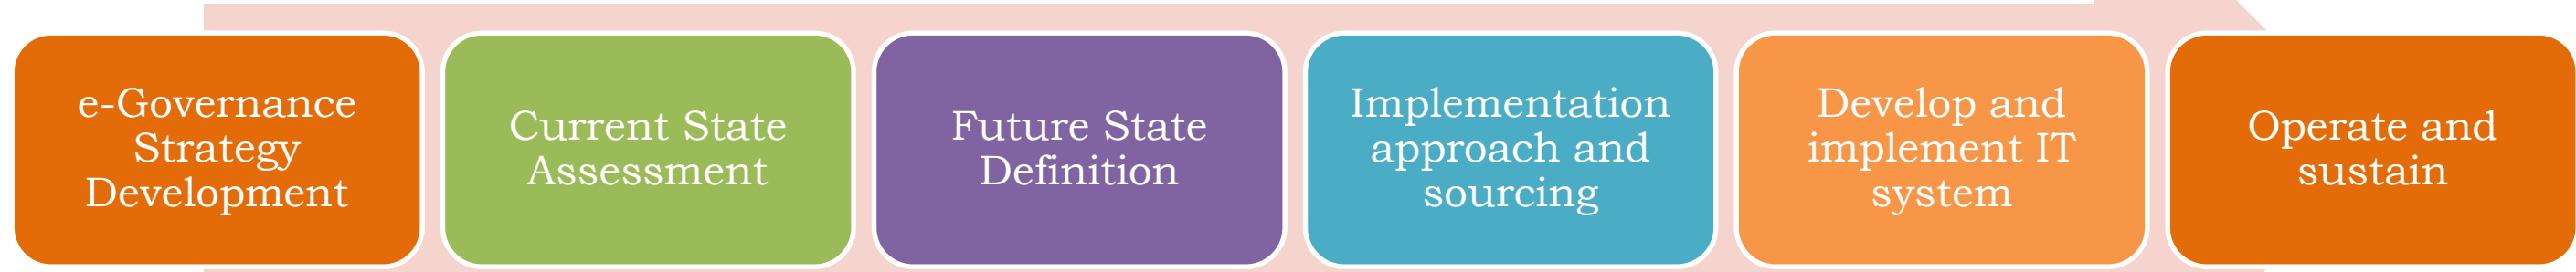 e-Governance
Strategy
Development
Current State
Assessment
Future State
Definition
Implementation
approach and
sourcing
Develop and
implement IT
system
Operate and
sustain